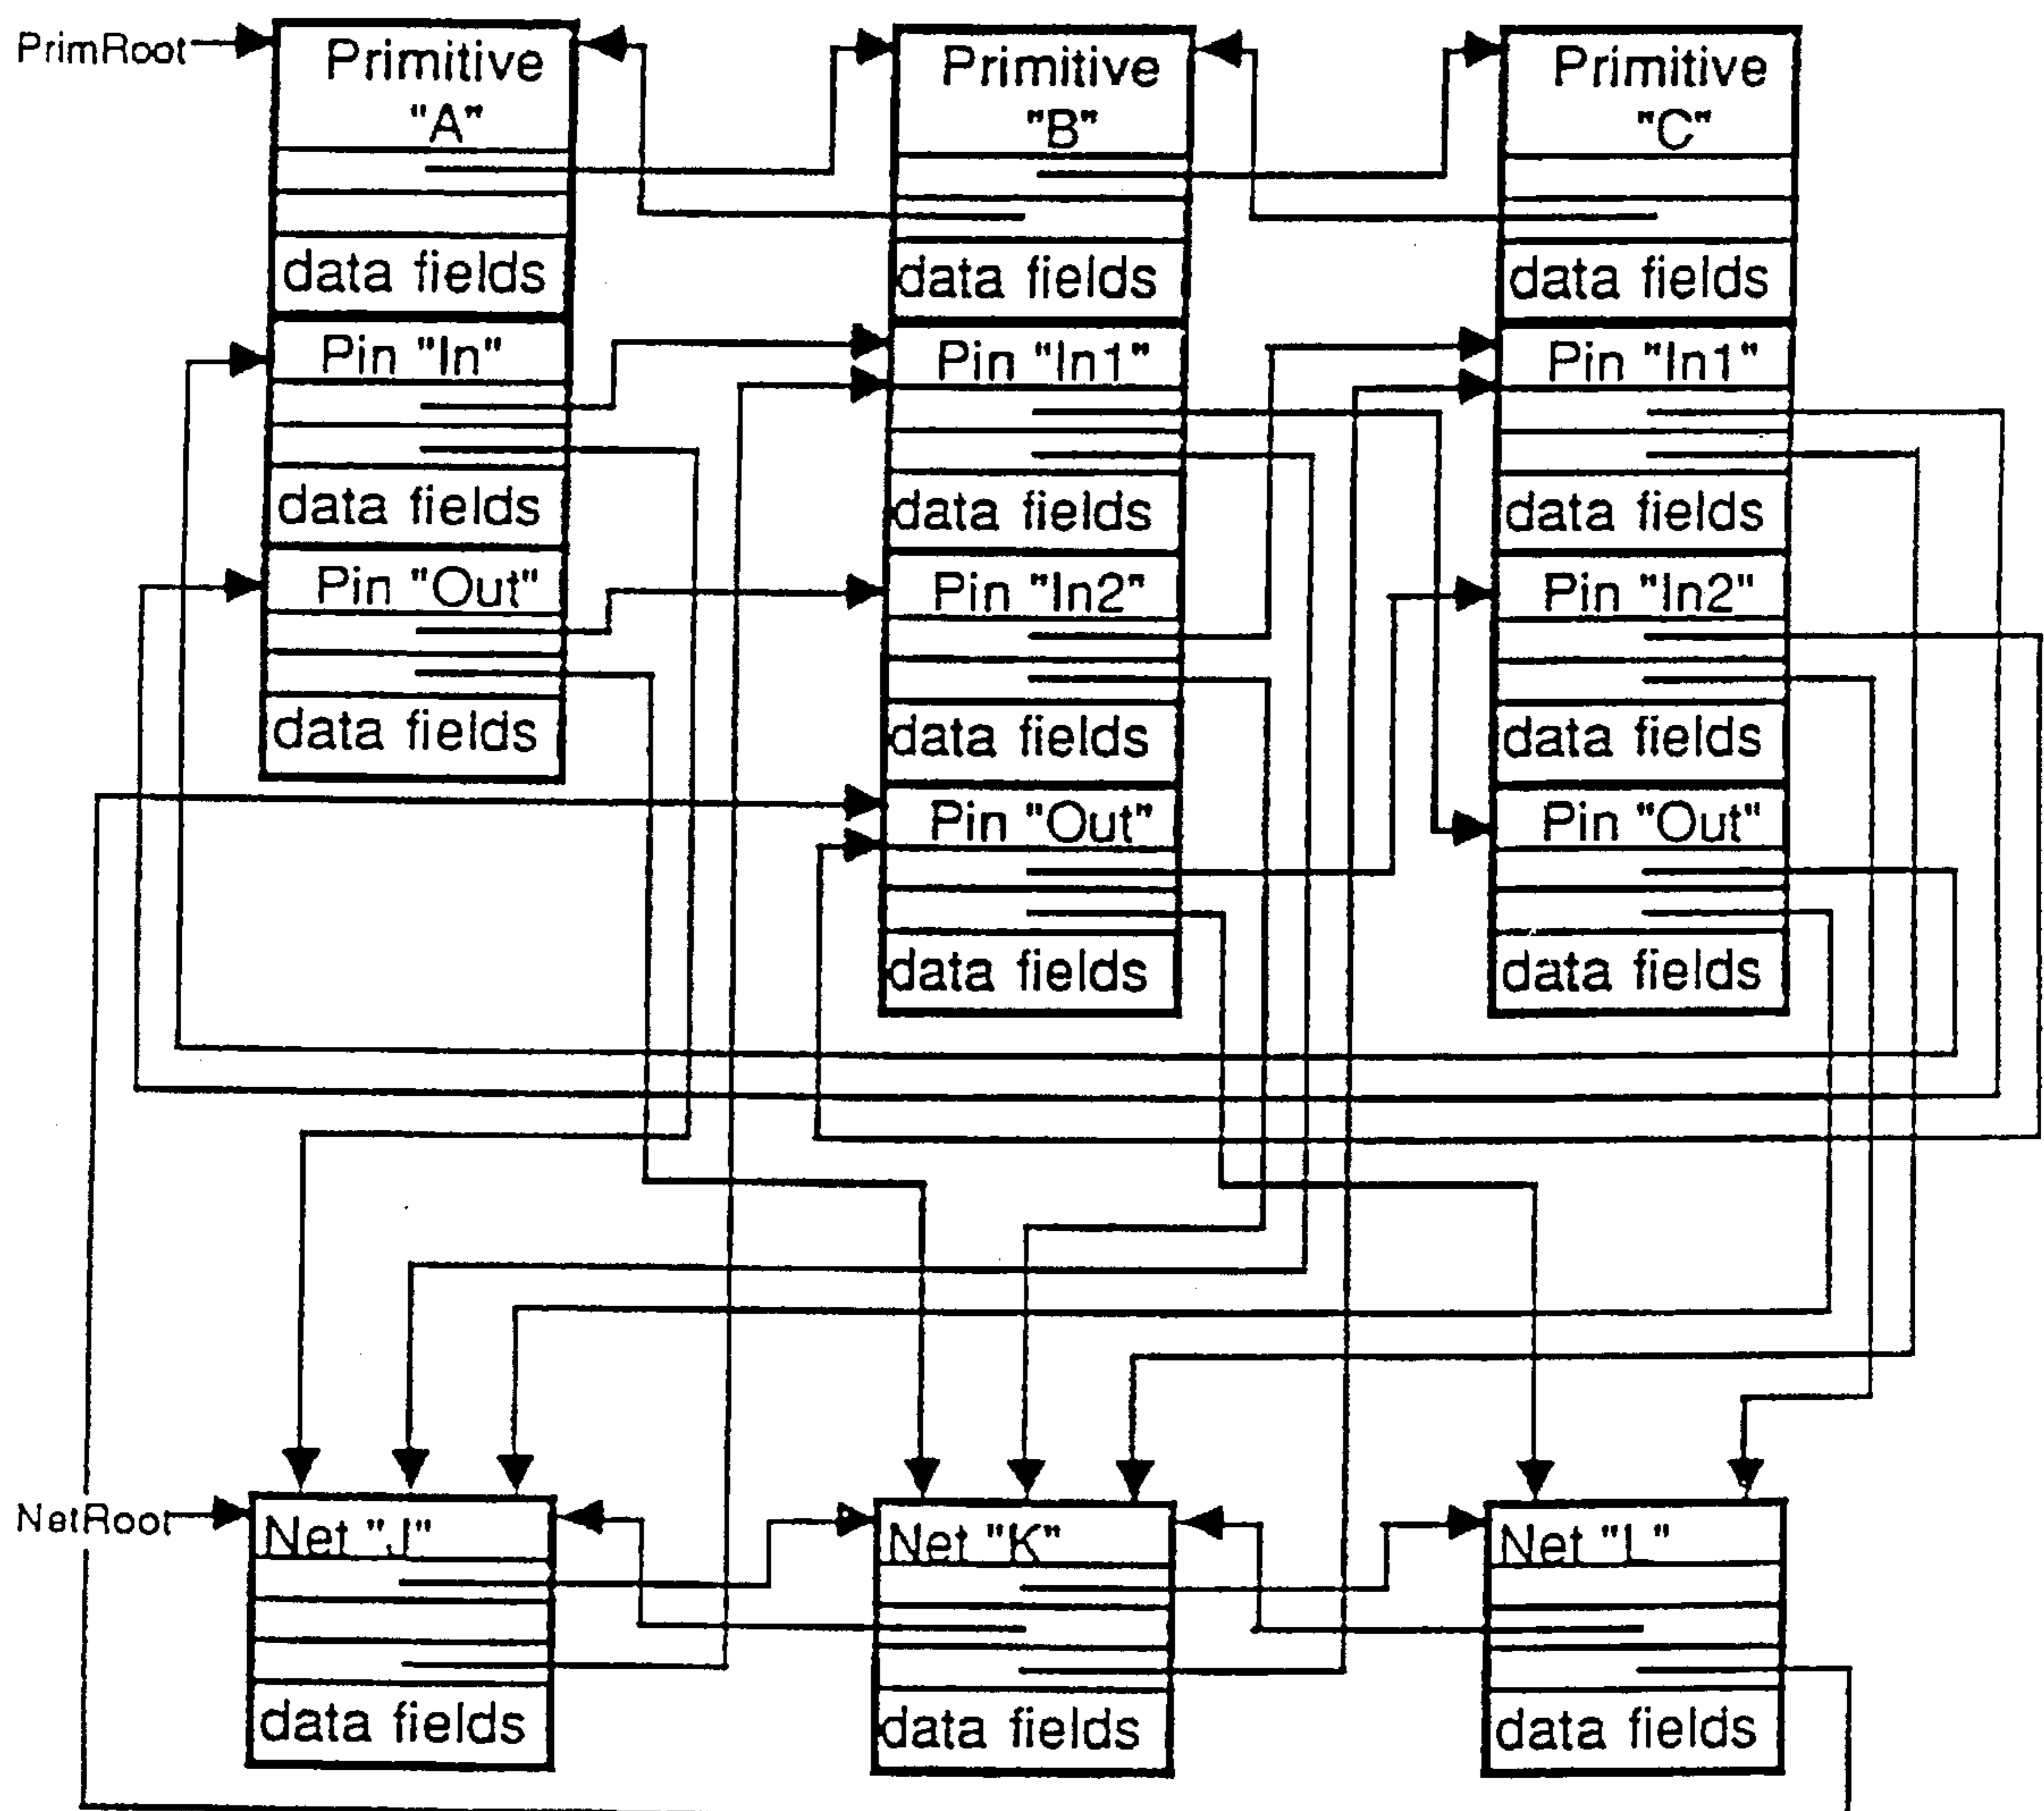 PrimRoot
Primitive
"A"
data fields
Pin "In"
data fields
Pin "Out"
data fields
Primitive
"B"
data fields
Pin "In1"
data fields
Pin "In2"
data fields
Pin "Out"
data fields
Primitive
"C"
data fields
Pin "In1"
data fields
Pin "In2"
data fields
Pin "Out"
data fields
NetRoot
Net "J"
data fields
Net "K"
data fields
Net "L"
data fields